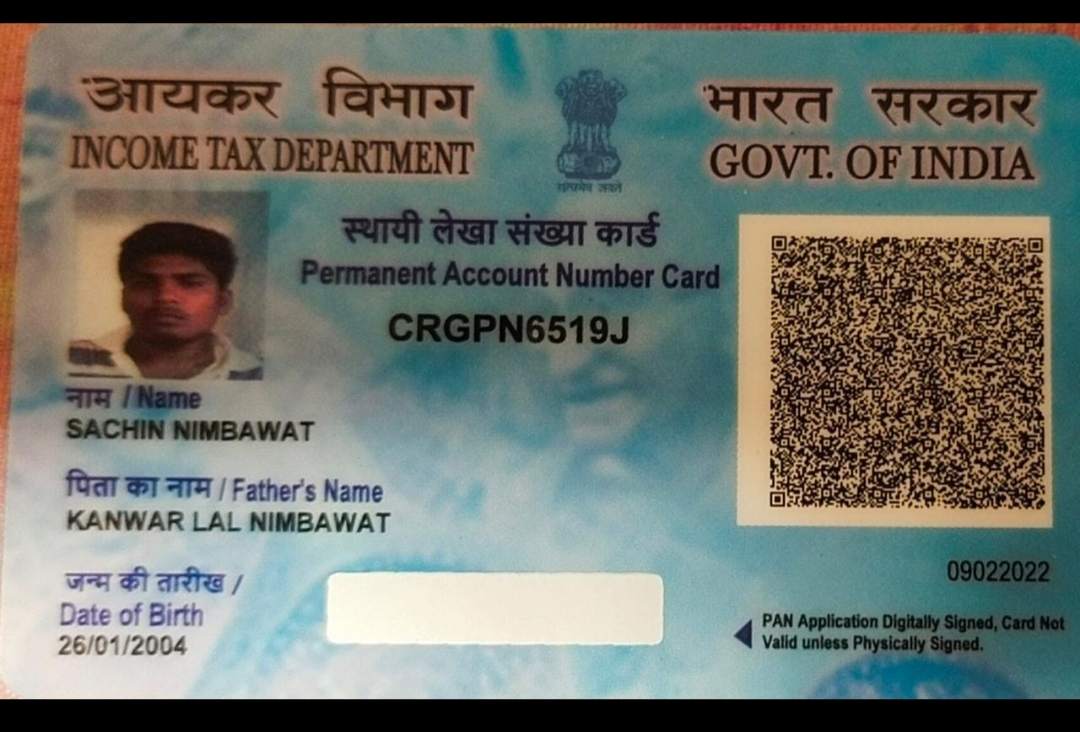 आयकर विभाग
INCOME TAX DEPARTMENT
सत्यमेव जयते
भारत सरकार
GOVT. OF INDIA
स्थायी लेखा संख्या कार्ड
Permanent Account Number Card
CRGPN6519J
नाम / Name
SACHIN NIMBAWAT
पिता का नाम / Father's Name
KANWAR LAL NIMBAWAT
जन्म की तारीख /
Date of Birth
26/01/2004
09022022
PAN Application Digitally Signed, Card Not
Valid unless Physically Signed.